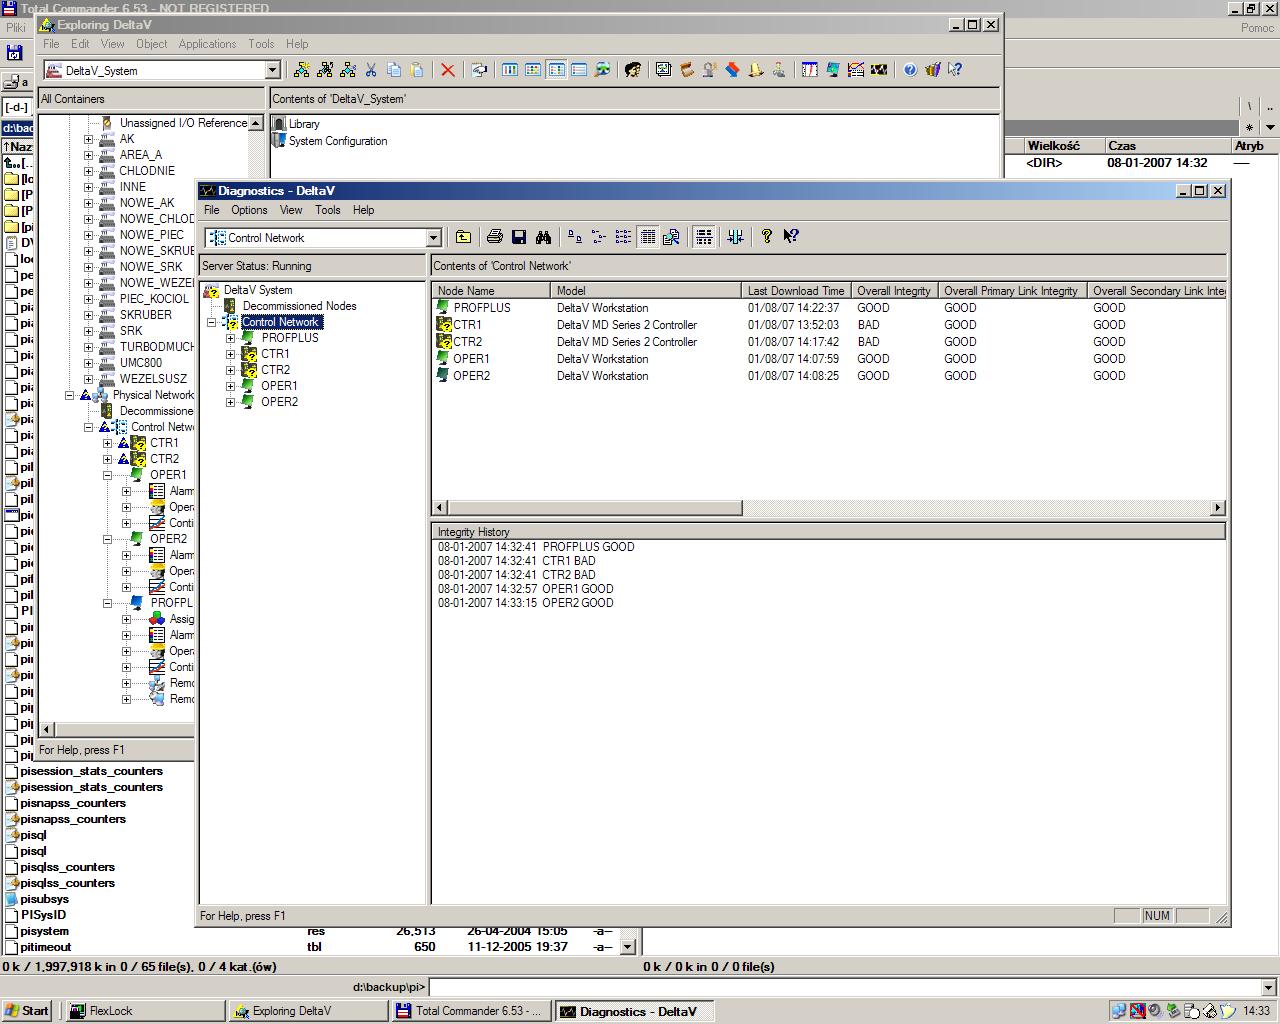 Total Commander 6.53 - NOT REGISTERED
Pliki
Pomoc
Exploring DeltaV
File Edit View Object Applications Tools Help
DeltaV_System
All Containers
Contents of 'DeltaV_System'
Unassigned I/O Reference
AK
AREA_A
CHLODNIE
INNE
NOWE_AK
NOWE_CHLOD
NOWE_PIEC
NOWE_SKRUE
NOWE_SRK
NOWE_WEZEL
PIEC_KOCIOL
SKRUBER
SRK
TURBODMUCH
UMC800
WEZELSUSZ
Physical Network
Decommissione
Control Netw
CTR1
CTR2
OPER1
Alarm
Opera
Conti
OPER2
Alarm
Opera
Conti
PROFPL
Assig
Alarm
Opera
Conti
Remo
Remo
For Help, press F1
Library
System Configuration
Wielkość Czas Atryb
<DIR> 08-01-2007 14:32
[-d-]
d:\bac
Diagnostics - DeltaV
File Options View Tools Help
Control Network
Server Status: Running
Contents of 'Control Network'
DeltaV System
Decommissioned Nodes
Control Network
PROFPLUS
CTR1
CTR2
OPER1
OPER2
Node Name Model Last Download Time Overall Integrity Overall Primary Link Integrity Overall Secondary Link Inte
PROFPLUS DeltaV Workstation 01/08/07 14:22:37 GOOD GOOD GOOD
CTR1 DeltaV MD Series 2 Controller 01/08/07 13:52:03 BAD GOOD GOOD
CTR2 DeltaV MD Series 2 Controller 01/08/07 14:17:42 BAD GOOD GOOD
OPER1 DeltaV Workstation 01/08/07 14:07:59 GOOD GOOD GOOD
OPER2 DeltaV Workstation 01/08/07 14:08:25 GOOD GOOD GOOD
Integrity History
08-01-2007 14:32:41 PROFPLUS GOOD
08-01-2007 14:32:41 CTR1 BAD
08-01-2007 14:32:41 CTR2 BAD
08-01-2007 14:32:57 OPER1 GOOD
08-01-2007 14:33:15 OPER2 GOOD
For Help, press F1
NUM
pisession_stats_counters
pisession_stats_counters
pisnapss_counters
pisnapss_counters
pisql
pisql
pisqlss_counters
pisqlss_counters
pisubsys
PISysID
pisystem res 26,513 26-04-2004 15:05 -a--
pitimeout tbl 650 11-12-2005 19:37 -a--
0 k / 1,997,918 k in 0 / 65 file(s), 0 / 4 kat.(ów)
0 k / 0 k in 0 / 0 file(s)
d:\backup\pi>
Start FlexLock Exploring DeltaV Total Commander 6.53 - ... Diagnostics - DeltaV 14:33